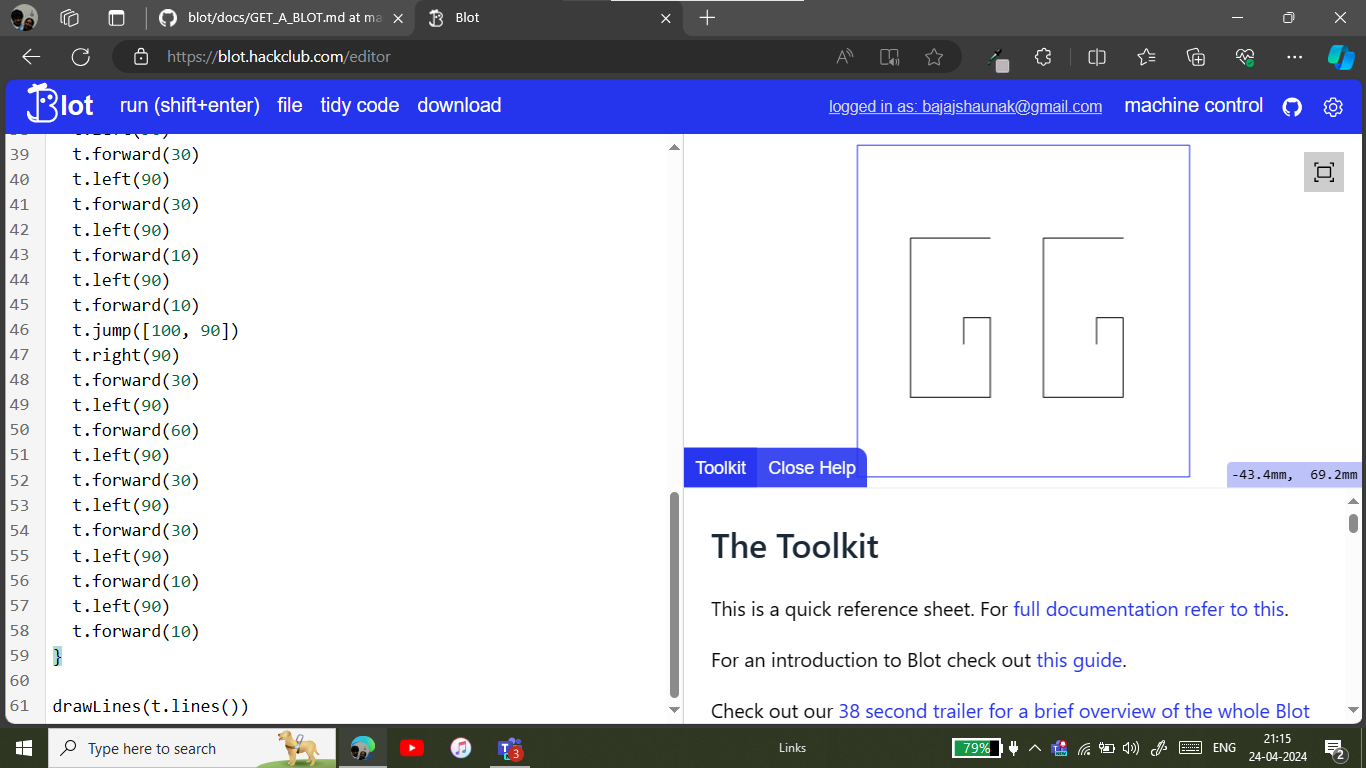 blot/docs/GET_A_BLOT.md at ma
Blot
https://blot.hackclub.com/editor
Blot
run (shift+enter) file tidy code download
logged in as: bajajshaunak@gmail.com machine control
39 t.forward(30)
40 t.left(90)
41 t.forward(30)
42 t.left(90)
43 t.forward(10)
44 t.left(90)
45 t.forward(10)
46 t.jump([100, 90])
47 t.right(90)
48 t.forward(30)
49 t.left(90)
50 t.forward(60)
51 t.left(90)
52 t.forward(30)
53 t.left(90)
54 t.forward(30)
55 t.left(90)
56 t.forward(10)
57 t.left(90)
58 t.forward(10)
59 }
60
61 drawLines(t.lines())
GG
Toolkit Close Help
-43.4mm, 69.2mm
The Toolkit
This is a quick reference sheet. For full documentation refer to this.
For an introduction to Blot check out this guide.
Check out our 38 second trailer for a brief overview of the whole Blot
Type here to search
3
Links
79%
ENG
21:15
24-04-2024
2